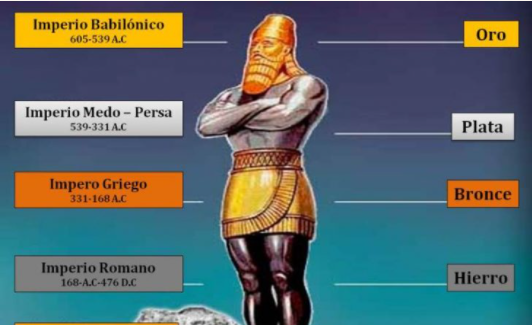 Imperio Babilónico
605-539 A.C
Oro
Imperio Medo – Persa
539-331 A.C
Plata
Impero Griego
331-168 A.C
Bronce
Imperio Romano
168-A.C-476 D.C
Hierro